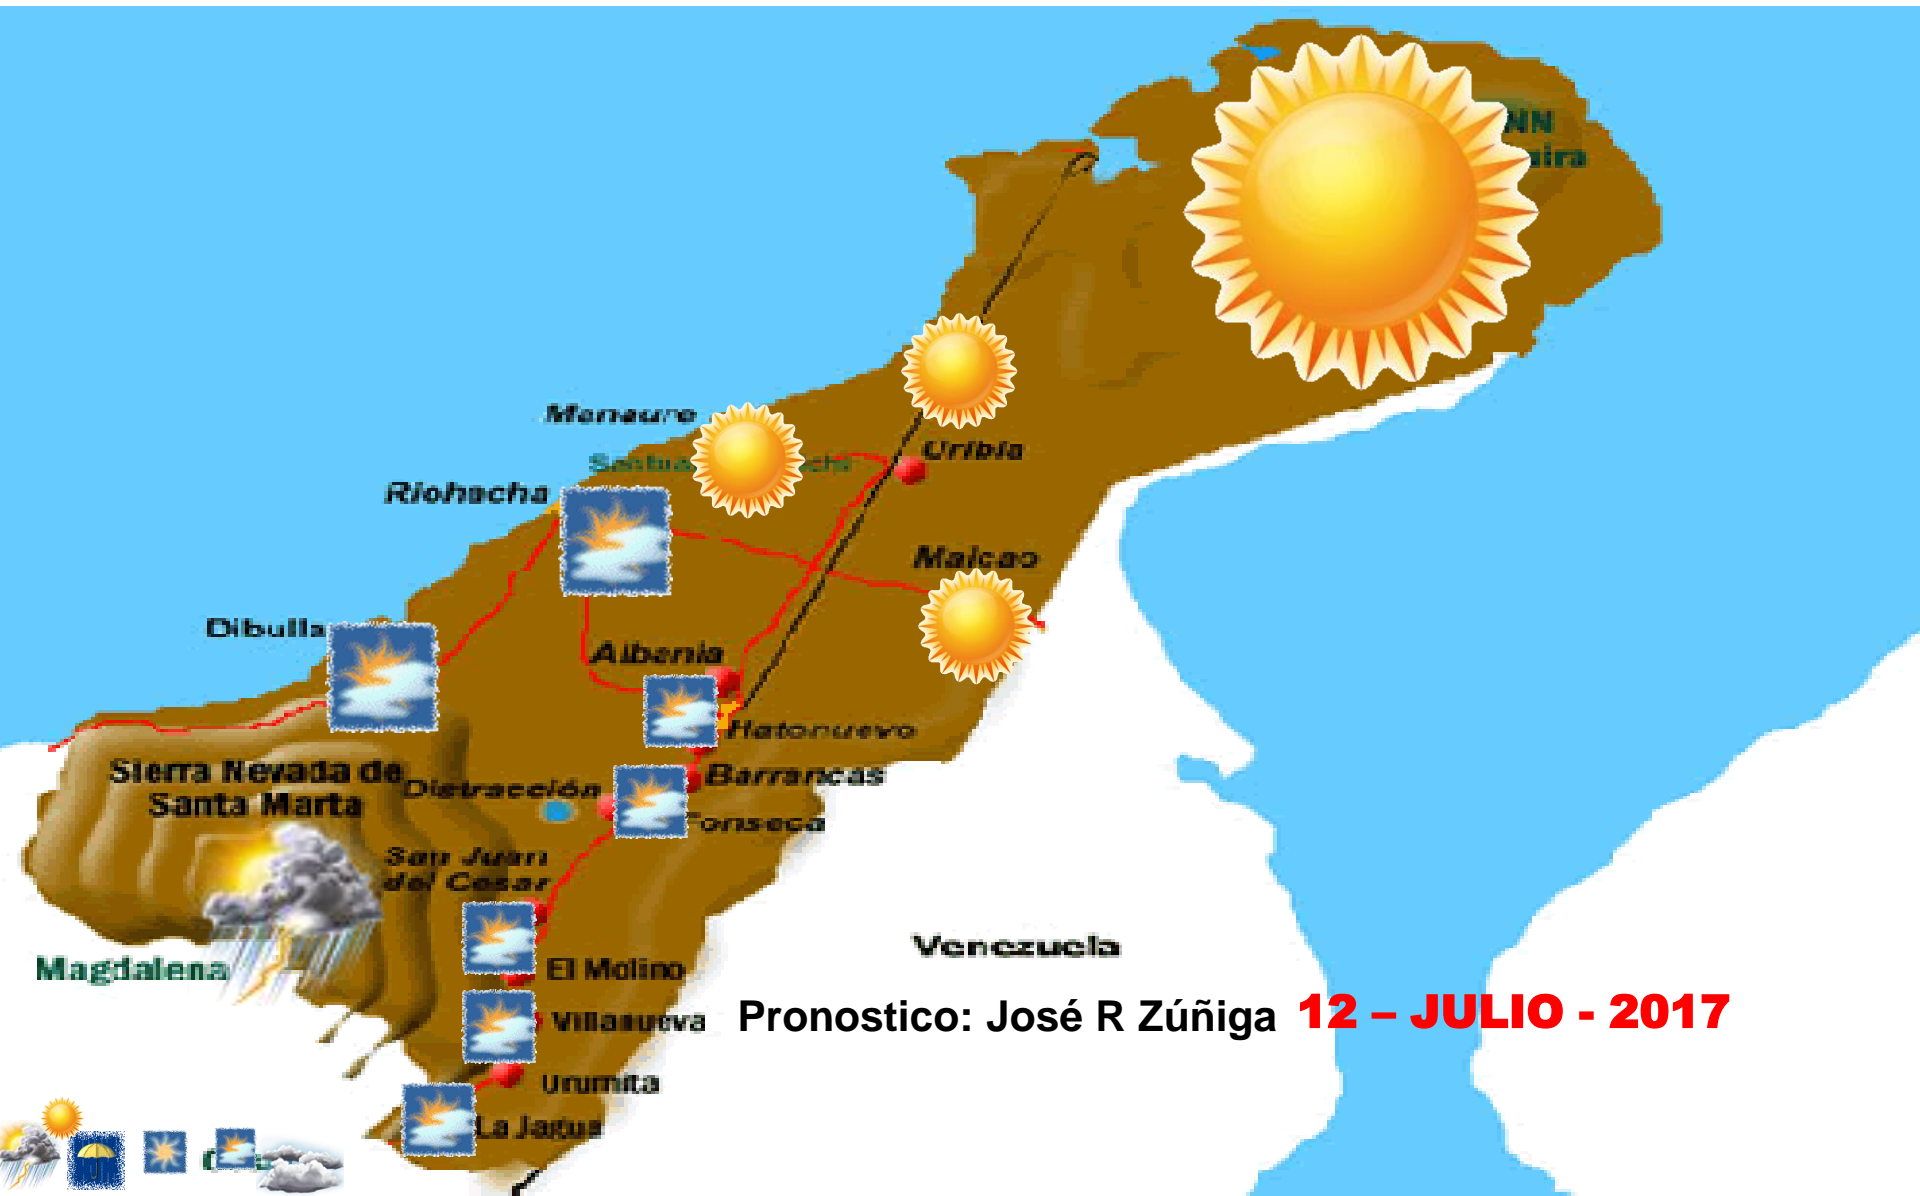 NN
Manaure
Uribia
Riohacha
Maicao
Dibulla
Albania
Hatonuevo
Sierra Nevada de
Santa Marta
Distracción
Barrancas
Fonseca
San Juan
del Cesar
Magdalena
El Molino
Venezuela
Villanueva
Pronostico: José R Zúñiga 12 – JULIO - 2017
Urumita
La Jagua